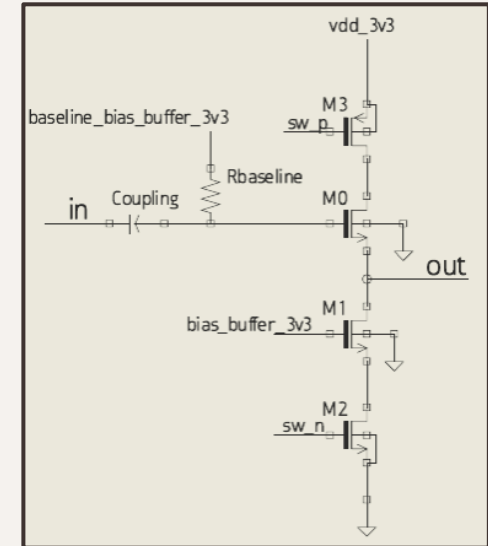 vdd_3v3
M3
baseline_bias_buffer_3v3
sw_p
Rbaseline
Coupling
M0
in
out
M1
bias_buffer_3v3
M2
sw_n